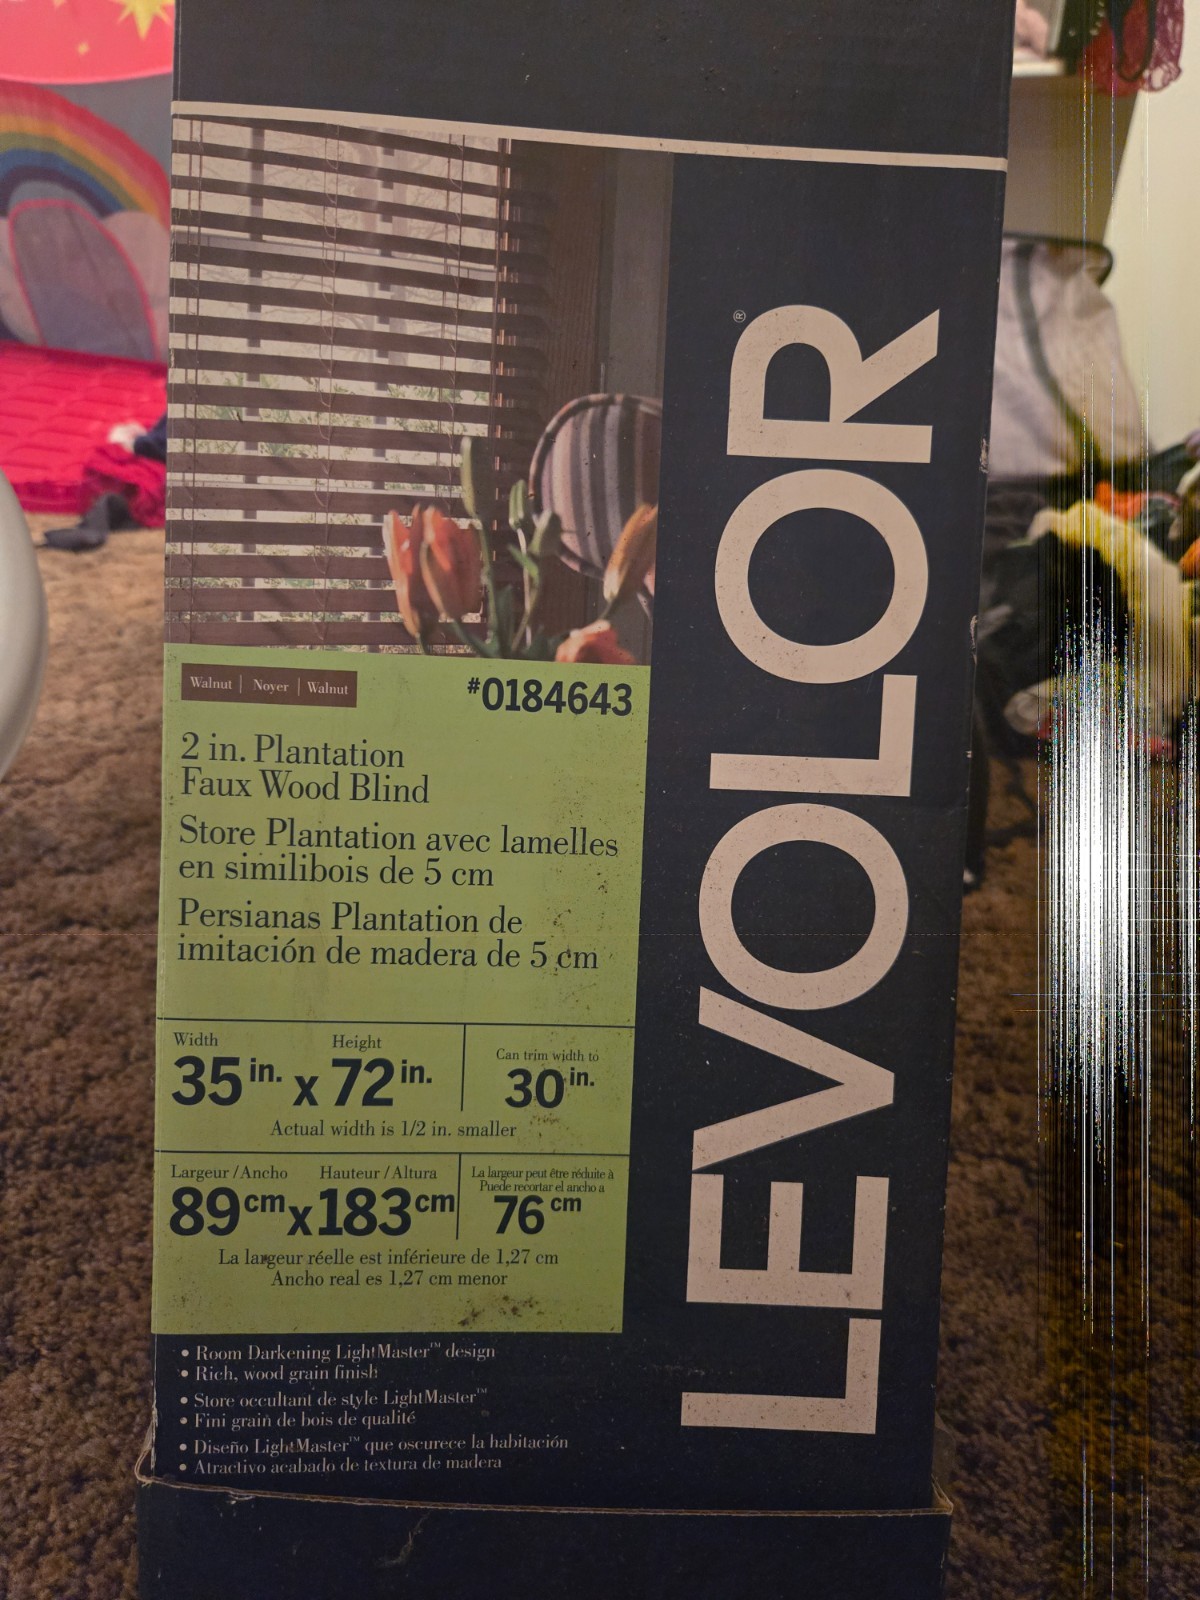 LEVOLOR®
Walnut | Noyer | Walnut
#0184643
2 in. Plantation
Faux Wood Blind
Store Plantation avec lamelles
en similibois de 5 cm
Persianas Plantation de
imitación de madera de 5 cm
Width Height
35 in. x 72 in.
Can trim width to
30 in.
Actual width is 1/2 in. smaller
Largeur / Ancho Hauteur / Altura
89 cm x 183 cm
La largeur peut être réduite à
Puede recortar el ancho a
76 cm
La largeur réelle est inférieure de 1,27 cm
Ancho real es 1,27 cm menor
• Room Darkening LightMaster™ design
• Rich, wood grain finish
• Store occultant de style LightMaster™
• Fini grain de bois de qualité
• Diseño LightMaster™ que oscurece la habitación
• Atractivo acabado de textura de madera